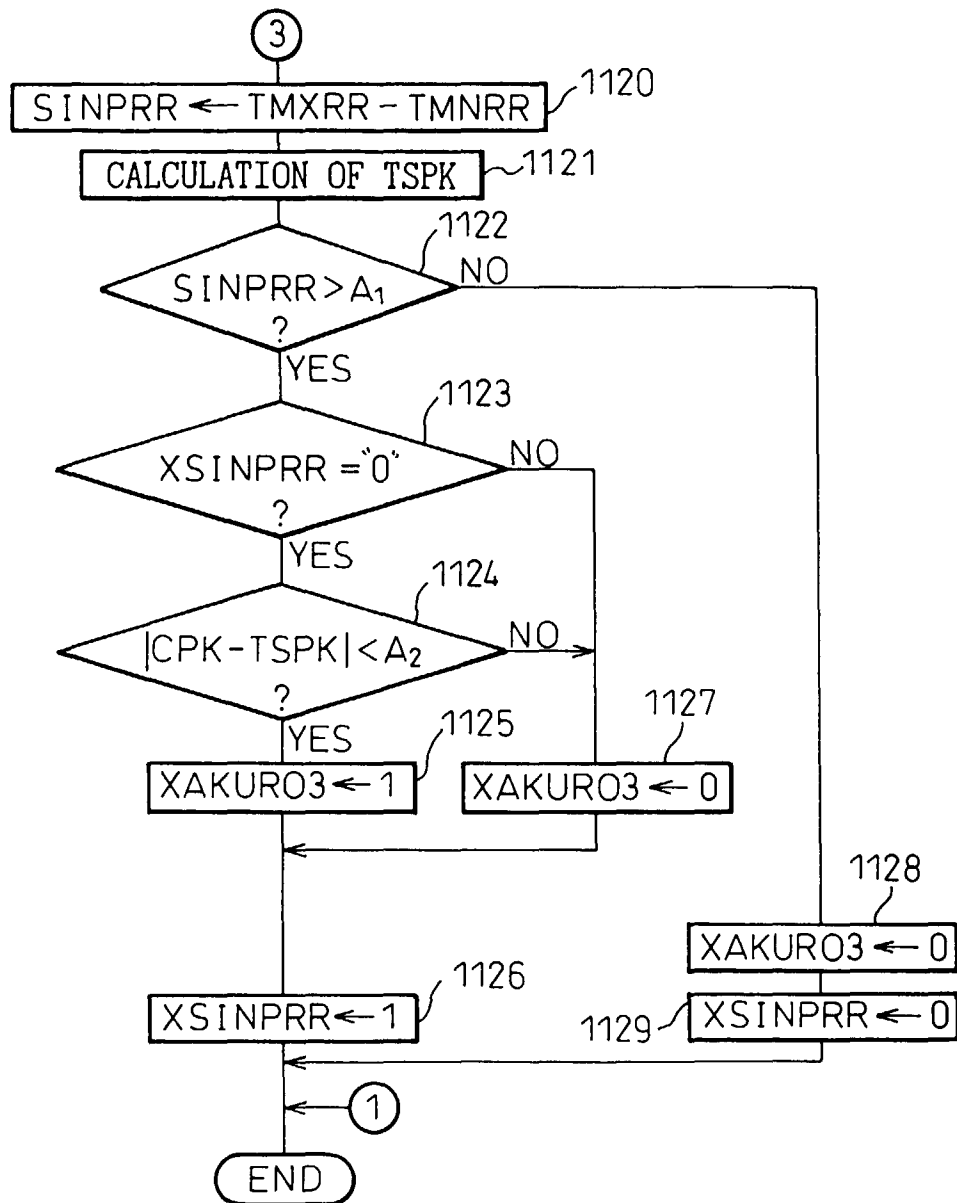 3
1120
SINPRR ← TMXRR - TMNRR
1121
CALCULATION OF TSPK
1122
SINPRR > A₁
?
NO
YES
1123
XSINPRR = "0"
?
NO
YES
1124
|CPK-TSPK| < A₂
?
NO
YES
1125
XAKURO3 ← 1
1127
XAKURO3 ← 0
1128
XAKURO3 ← 0
1126
XSINPRR ← 1
1129
XSINPRR ← 0
1
END